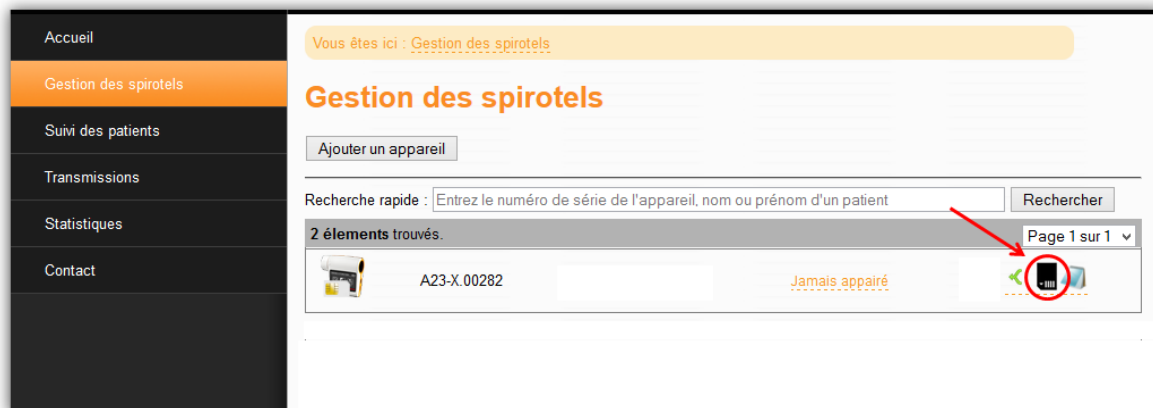 Accueil
Gestion des spirotels
Suivi des patients
Transmissions
Statistiques
Contact
Vous êtes ici : Gestion des spirotels
Gestion des spirotels
Ajouter un appareil
Recherche rapide : Entrez le numéro de série de l'appareil, nom ou prénom d'un patient Rechercher
2 élements trouvés. Page 1 sur 1
A23-X.00282 Jamais appairé